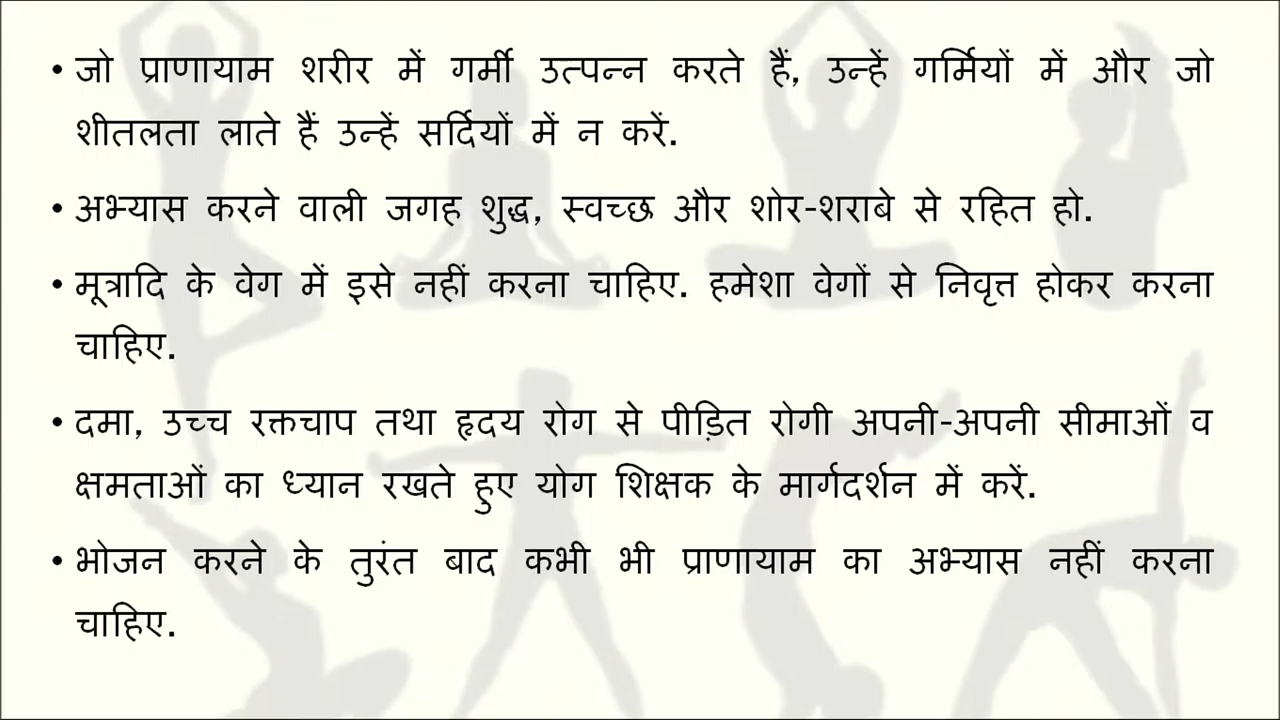 • जो प्राणायाम शरीर में गर्मी उत्पन्न करते हैं, उन्हें गर्मियों में और जो
शीतलता लाते हैं उन्हें सर्दियों में न करें.
• अभ्यास करने वाली जगह शुद्ध, स्वच्छ और शोर-शराबे से रहित हो.
• मूत्रादि के वेग में इसे नहीं करना चाहिए. हमेशा वेगों से निवृत्त होकर करना
चाहिए.
• दमा, उच्च रक्तचाप तथा हृदय रोग से पीड़ित रोगी अपनी-अपनी सीमाओं व
क्षमताओं का ध्यान रखते हुए योग शिक्षक के मार्गदर्शन में करें.
• भोजन करने के तुरंत बाद कभी भी प्राणायाम का अभ्यास नहीं करना
चाहिए.